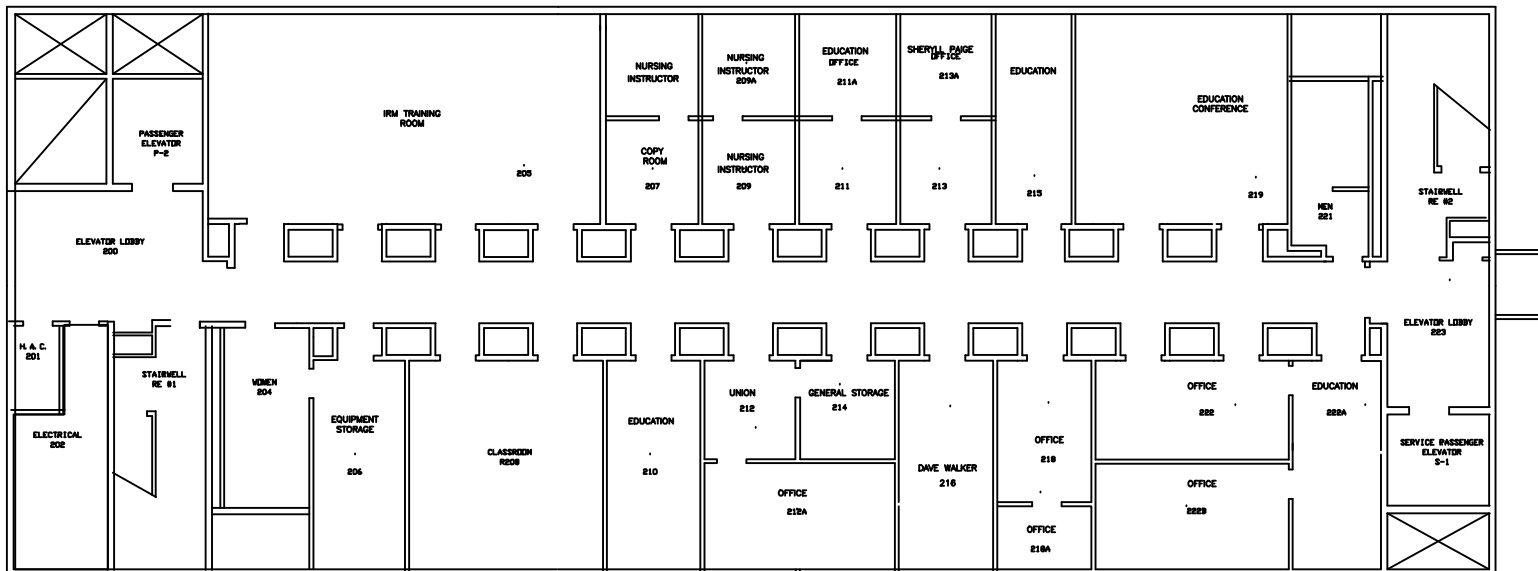 IRM TRAINING
ROOM
205
NURSING
INSTRUCTOR
COPY
ROOM
207
NURSING
INSTRUCTOR
209A
NURSING
INSTRUCTOR
209
EDUCATION
OFFICE
211A
211
SHERYLL PAIGE
OFFICE
213A
213
EDUCATION
215
EDUCATION
CONFERENCE
219
MEN
221
STAIRWELL
RE #2
PASSENGER
ELEVATOR
P-2
ELEVATOR LOBBY
200
H. A. C.
201
ELECTRICAL
202
STAIRWELL
RE #1
WOMEN
204
EQUIPMENT
STORAGE
206
CLASSROOM
R208
EDUCATION
210
UNION
212
GENERAL STORAGE
214
OFFICE
212A
DAVE WALKER
216
OFFICE
218
OFFICE
218A
OFFICE
222
OFFICE
222B
EDUCATION
222A
ELEVATOR LOBBY
223
SERVICE PASSENGER
ELEVATOR
S-1